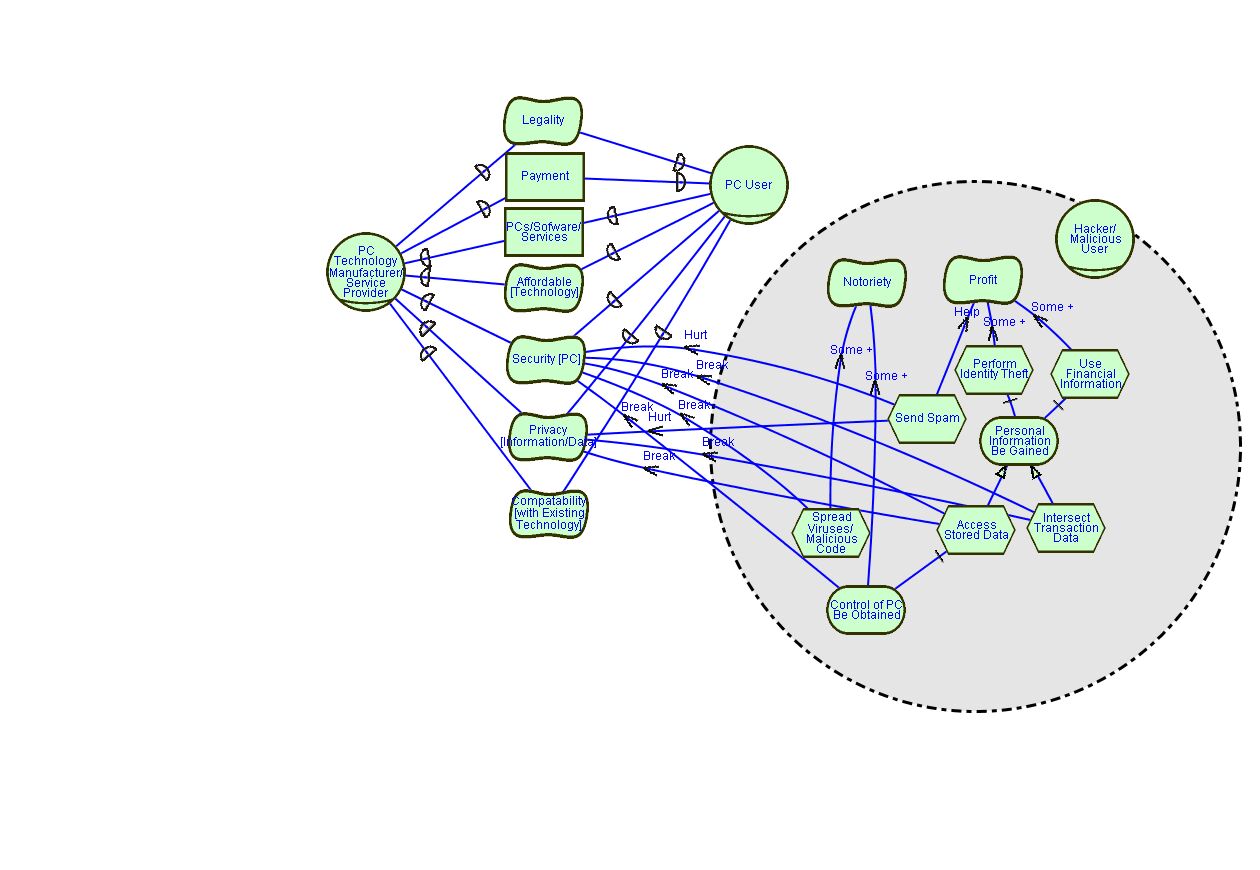 Legality
Payment
PCs/Sofware/
Services
Affordable
[Technology]
Security [PC]
Privacy
[Information/Data]
Compatability
[with Existing
Technology]
PC
Technology
Manufacturer/
Service
Provider
PC User
Hacker/
Malicious
User
Notoriety
Profit
Help
Some +
Some +
Some +
Some +
Perform
Identity Theft
Use
Financial
Information
Send Spam
Personal
Information
Be Gained
Hurt
Break
Break
Break
Break
Hurt
Break
Break
Spread
Viruses/
Malicious
Code
Access
Stored Data
Intersect
Transaction
Data
Control of PC
Be Obtained